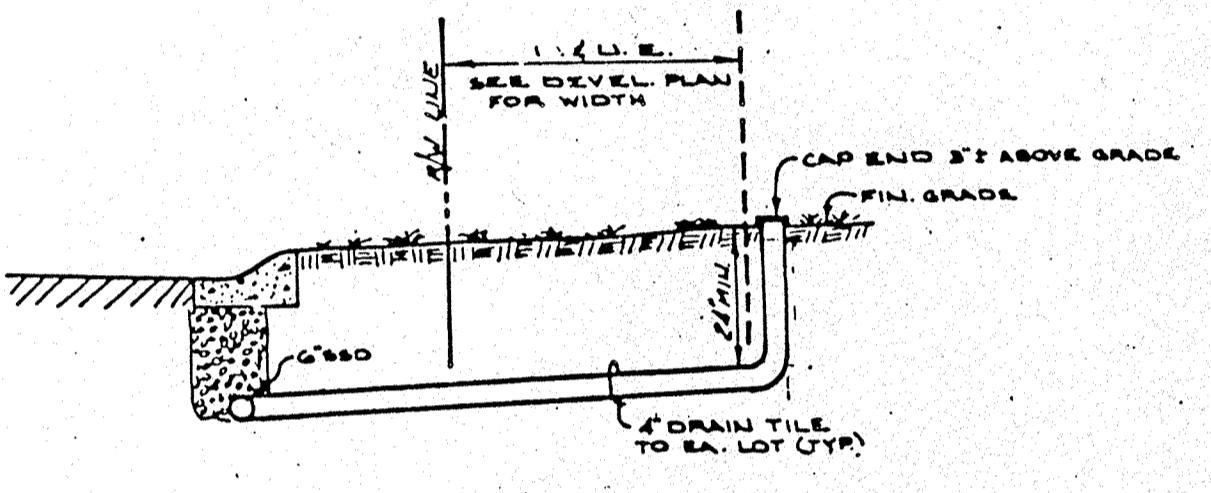 U.E.
SEE DEVEL. PLAN
FOR WIDTH
R/W LINE
CAP END 3"± ABOVE GRADE
FIN. GRADE
MIN.
6" SSD
4" DRAIN TILE
TO EA. LOT (TYP.)